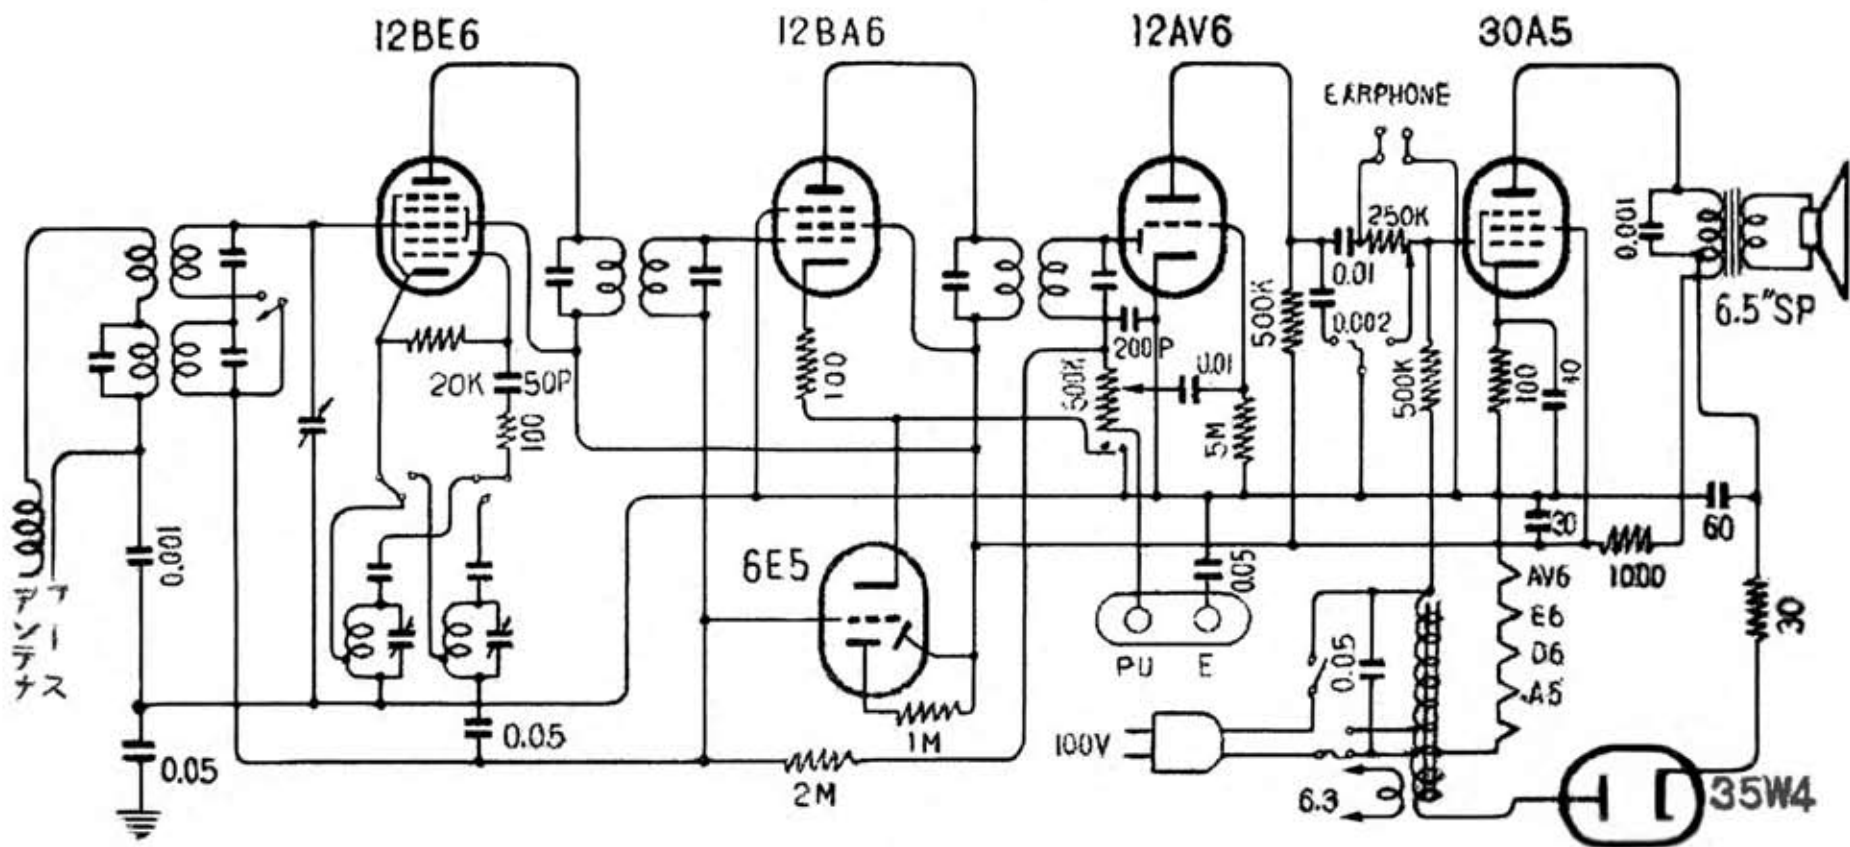 12BE6
12BA6
12AV6
30A5
EARPHONE
250K
0.01
0.002
0.001
6.5"SP
20K
50P
100
100
200P
500K
0.01
5M
500K
500K
100
10
30
60
1000
30
0.001
アンテナ
アース
6E5
0.05
PU
E
AV6
E6
D6
A5
0.05
100V
6.3
35W4
1M
2M
0.05
0.05